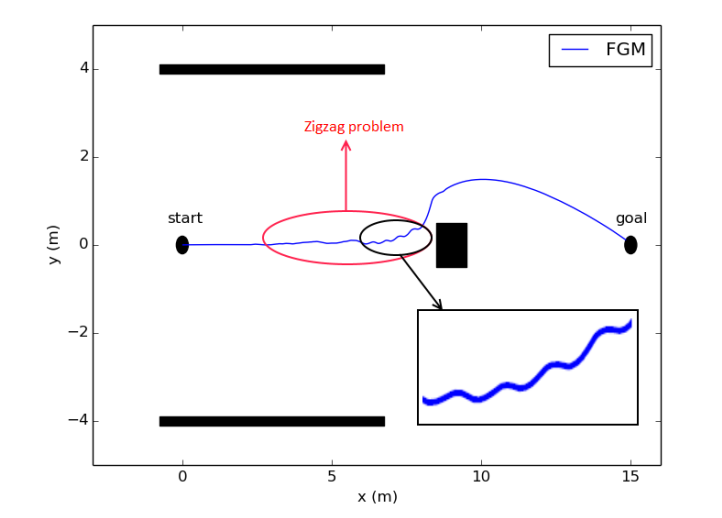 FGM
Zigzag problem
start
goal
4
2
0
−2
−4
y (m)
0
5
10
15
x (m)